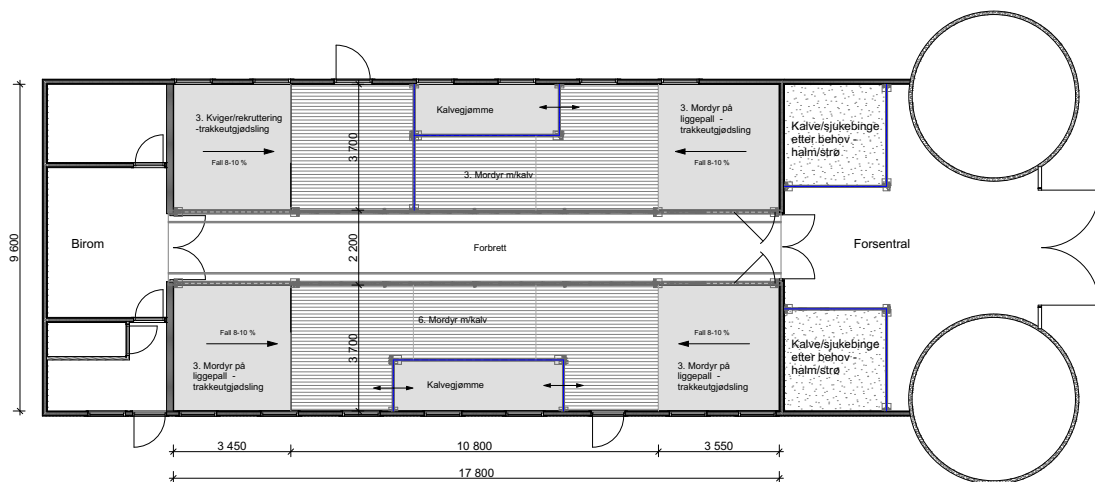 3. Kviger/rekruttering
-trakkeutgjødsling
Fall 8-10 %
3 700
Kalvegjømme
3. Mordyr m/kalv
3. Mordyr på
liggepall -
trakkeutgjødsling
Fall 8-10 %
Kalve/sjukebinge
etter behov -
halm/strø
9 600
Birom
2 200
Forbrett
Forsentral
Fall 8-10 %
3. Mordyr på
liggepall -
trakkeutgjødsling
3 700
6. Mordyr m/kalv
Kalvegjømme
Fall 8-10 %
3. Mordyr på
liggepall -
trakkeutgjødsling
Kalve/sjukebinge
etter behov -
halm/strø
3 450
10 800
3 550
17 800